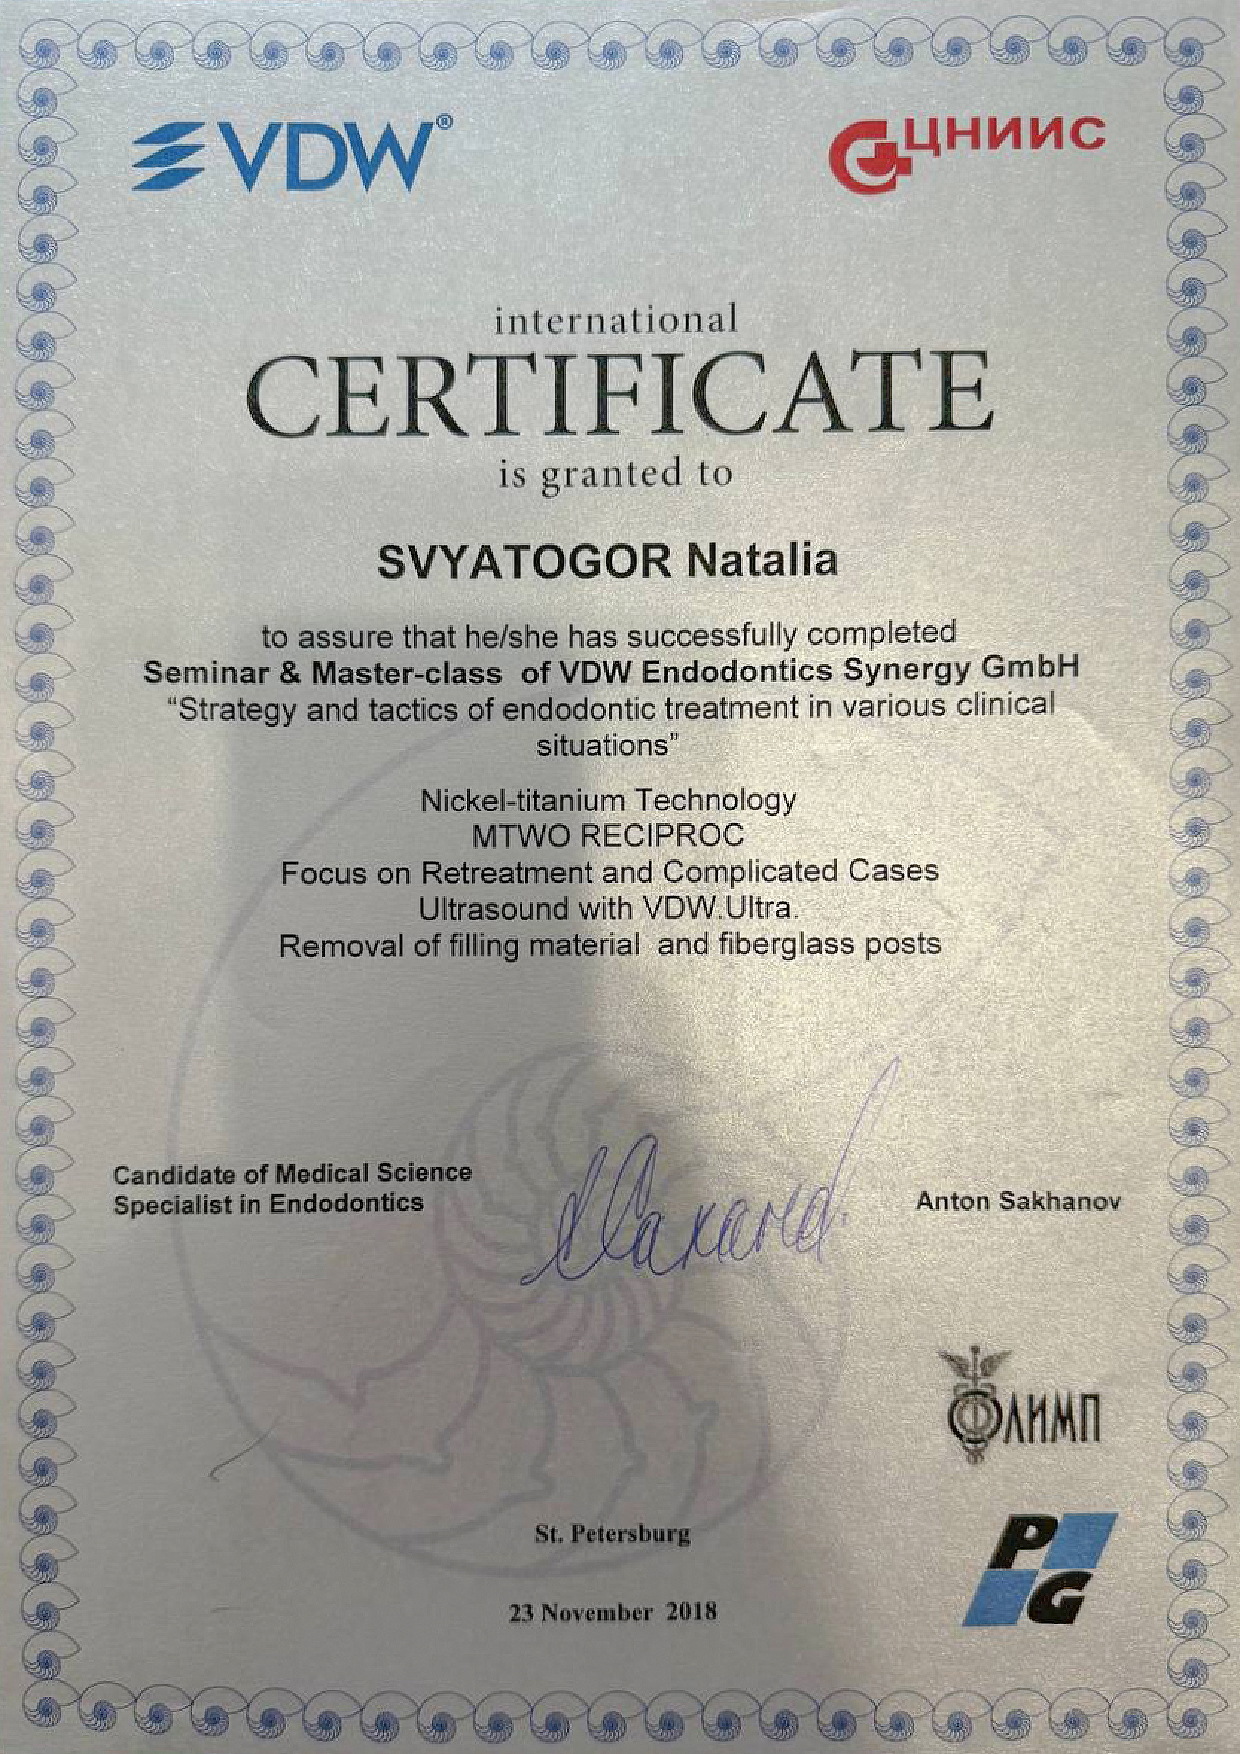 VDW®
ЦНИИС
international
CERTIFICATE
is granted to
SVYATOGOR Natalia
to assure that he/she has successfully completed
Seminar & Master-class of VDW Endodontics Synergy GmbH
“Strategy and tactics of endodontic treatment in various clinical
situations”
Nickel-titanium Technology
MTWO RECIPROC
Focus on Retreatment and Complicated Cases
Ultrasound with VDW.Ultra.
Removal of filling material and fiberglass posts
Candidate of Medical Science
Specialist in Endodontics
Anton Sakhanov
ОЛИМП
St. Petersburg
PG
23 November 2018